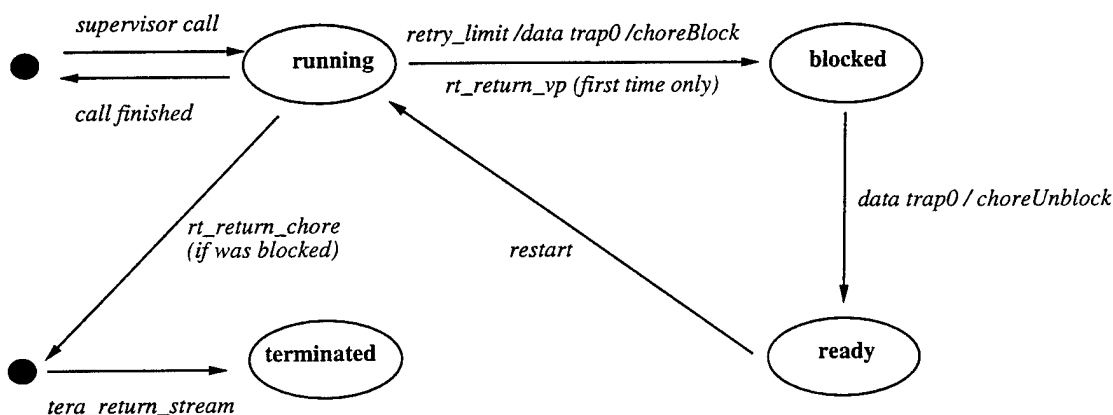 supervisor call
running
retry_limit /data trap0 /choreBlock
blocked
call finished
rt_return_vp (first time only)
data trap0 / choreUnblock
rt_return_chore
(if was blocked)
restart
terminated
ready
tera_return_stream